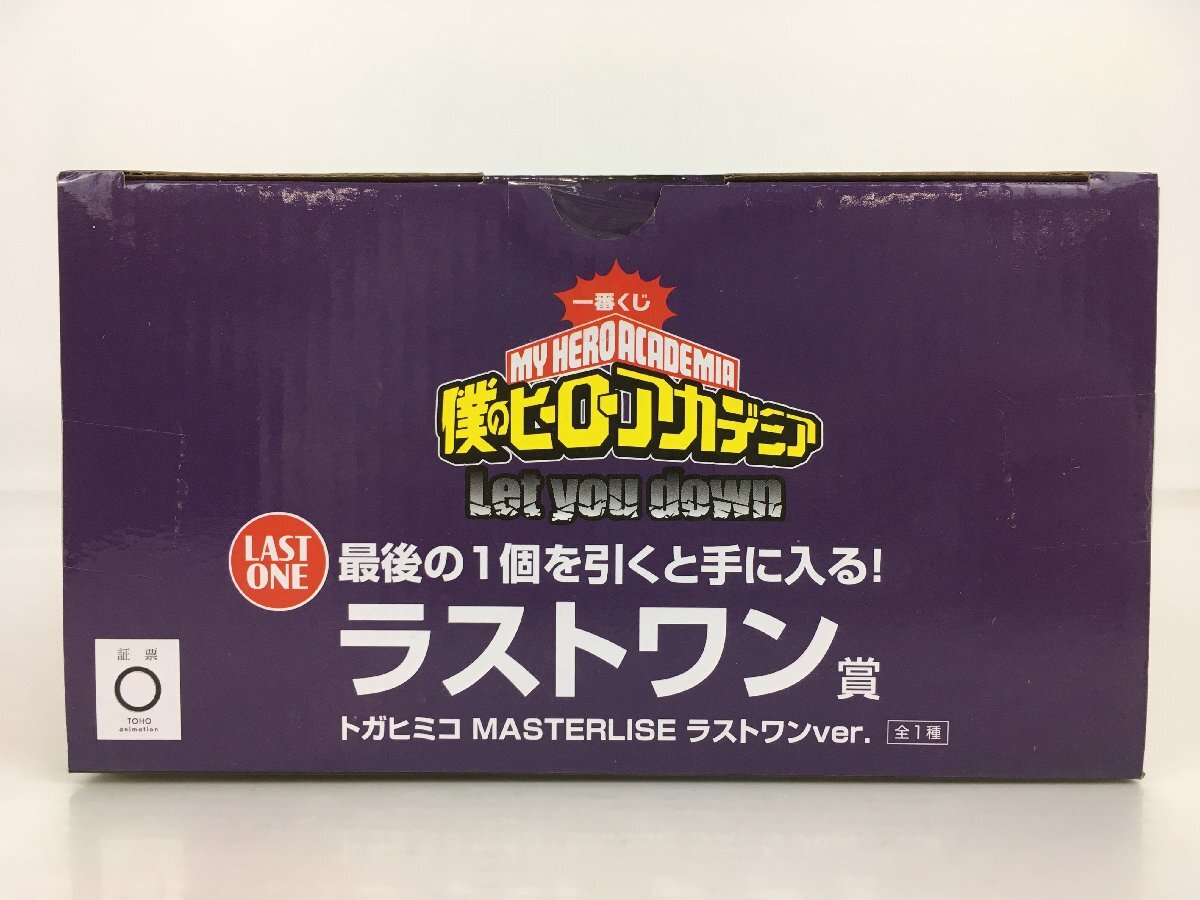 一番くじ
MY HERO ACADEMIA
僕のヒーローアカデミア
Let you down
LAST
ONE
最後の1個を引くと手に入る!
ラストワン賞
トガヒミコ MASTERLISE ラストワンver. 全1種
証票
TOHO
animation